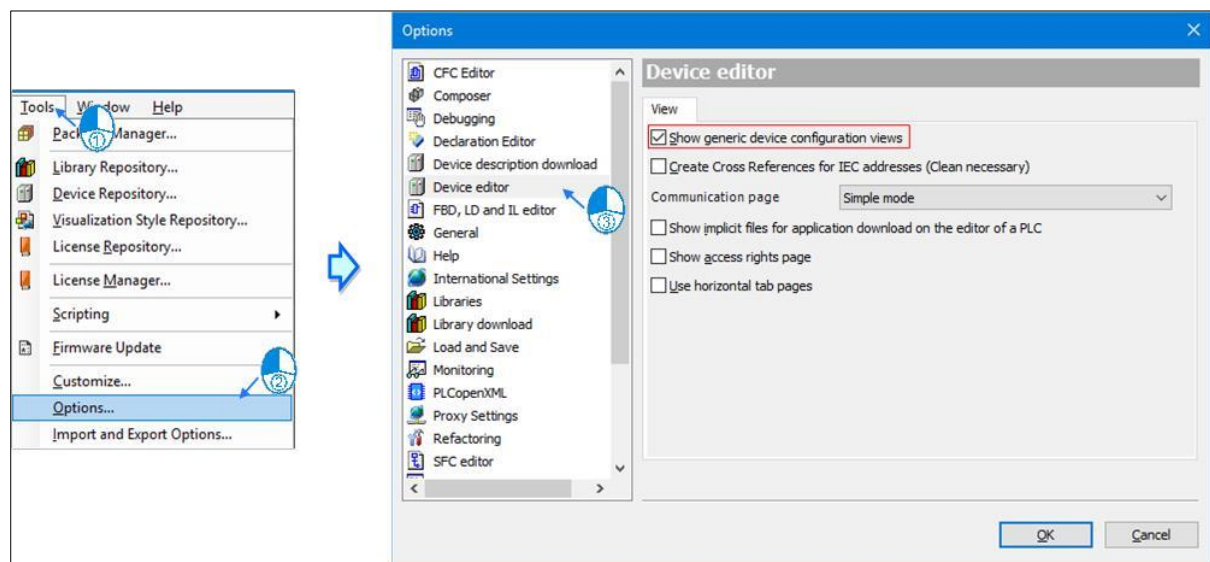 Tools Window Help
①
Package Manager...
Library Repository...
Device Repository...
Visualization Style Repository...
License Repository...
License Manager...
Scripting
Firmware Update
Customize...
②
Options...
Import and Export Options...
Options
CFC Editor
Composer
Debugging
Declaration Editor
Device description download
Device editor
③
FBD, LD and IL editor
General
Help
International Settings
Libraries
Library download
Load and Save
Monitoring
PLCopenXML
Proxy Settings
Refactoring
SFC editor
Device editor
View
Show generic device configuration views
Create Cross References for IEC addresses (Clean necessary)
Communication page Simple mode
Show implicit files for application download on the editor of a PLC
Show access rights page
Use horizontal tab pages
OK Cancel